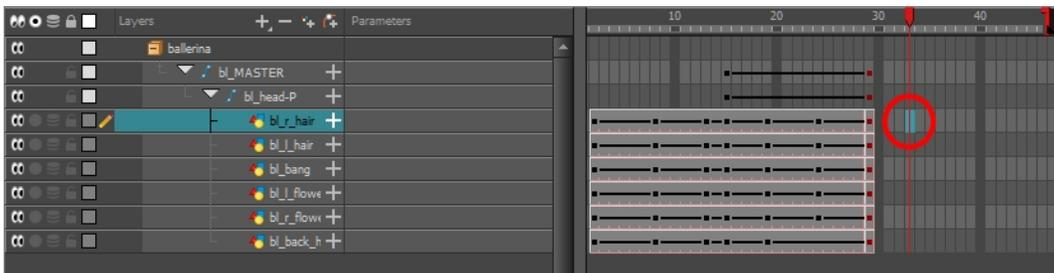 Layers Parameters 10 20 30 40
ballerina
bl_MASTER
bl_head-P
bl_r_hair
bl_l_hair
bl_bang
bl_l_flowe
bl_r_flowe
bl_back_h